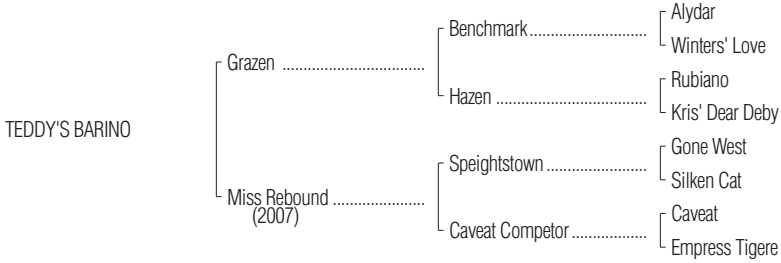 Alydar
Benchmark
Winters' Love
Grazen
Rubiano
Hazen
Kris' Dear Deby
TEDDY'S BARINO
Gone West
Speightstown
Silken Cat
Miss Rebound
(2007)
Caveat
Caveat Competor
Empress Tigere